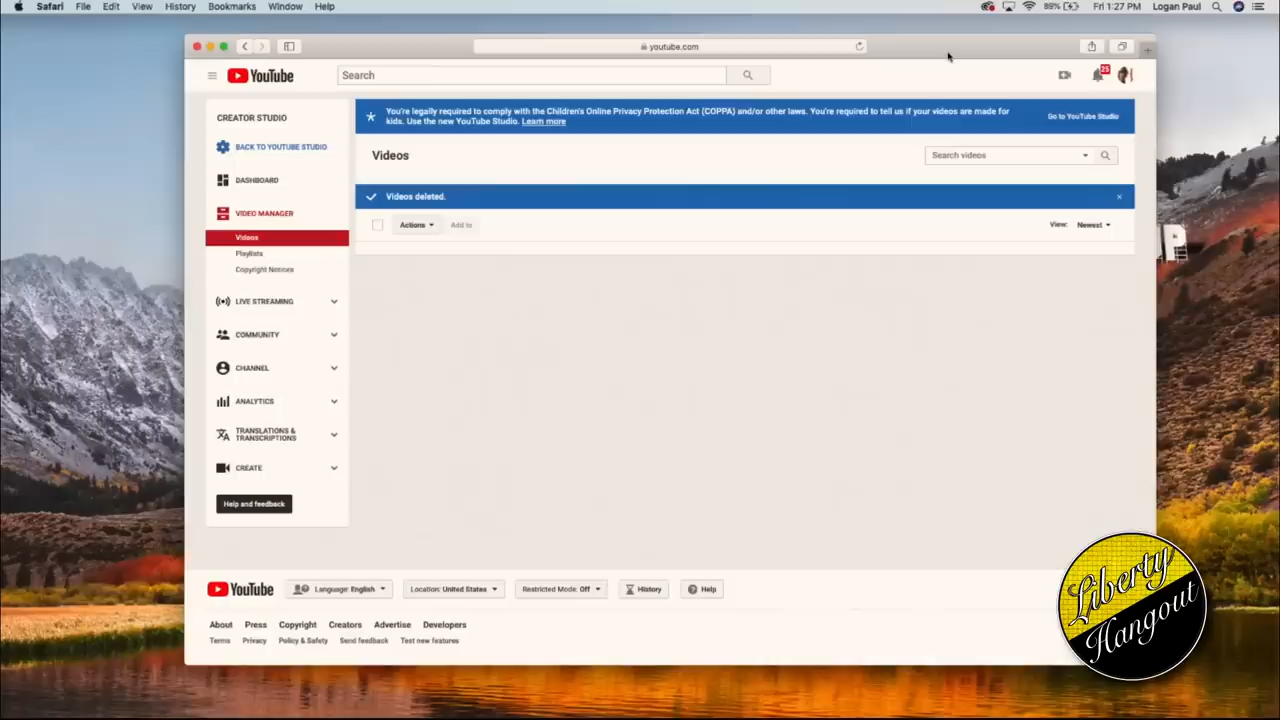 Safari File Edit View History Bookmarks Window Help 89% Fri 1:27 PM Logan Paul
youtube.com
YouTube Search 25
CREATOR STUDIO
BACK TO YOUTUBE STUDIO
DASHBOARD
VIDEO MANAGER
Videos
Playlists
Copyright Notices
LIVE STREAMING
COMMUNITY
CHANNEL
ANALYTICS
TRANSLATIONS &
TRANSCRIPTIONS
CREATE
Help and feedback
You're legally required to comply with the Children's Online Privacy Protection Act (COPPA) and/or other laws. You're required to tell us if your videos are made for
kids. Use the new YouTube Studio. Learn more
Go to YouTube Studio
Videos
Search videos
Videos deleted.
Actions Add to View: Newest
YouTube Language: English Location: United States Restricted Mode: Off History Help
About Press Copyright Creators Advertise Developers
Terms Privacy Policy & Safety Send feedback Test new features
Liberty
Hangout